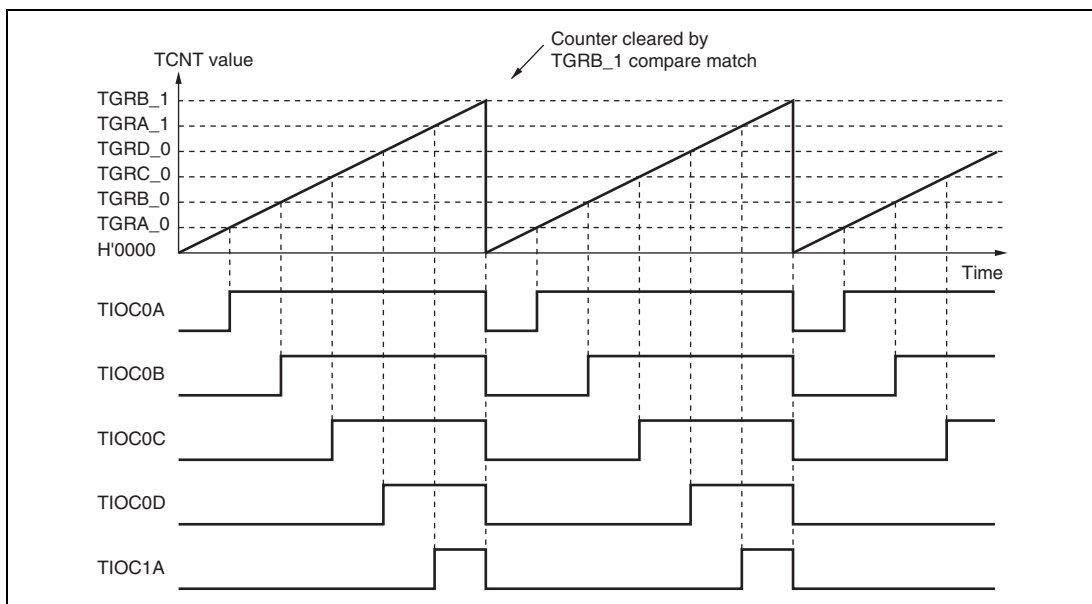 Counter cleared by
TGRB_1 compare match
TCNT value
TGRB_1
TGRA_1
TGRD_0
TGRC_0
TGRB_0
TGRA_0
H'0000
Time
TIOC0A
TIOC0B
TIOC0C
TIOC0D
TIOC1A